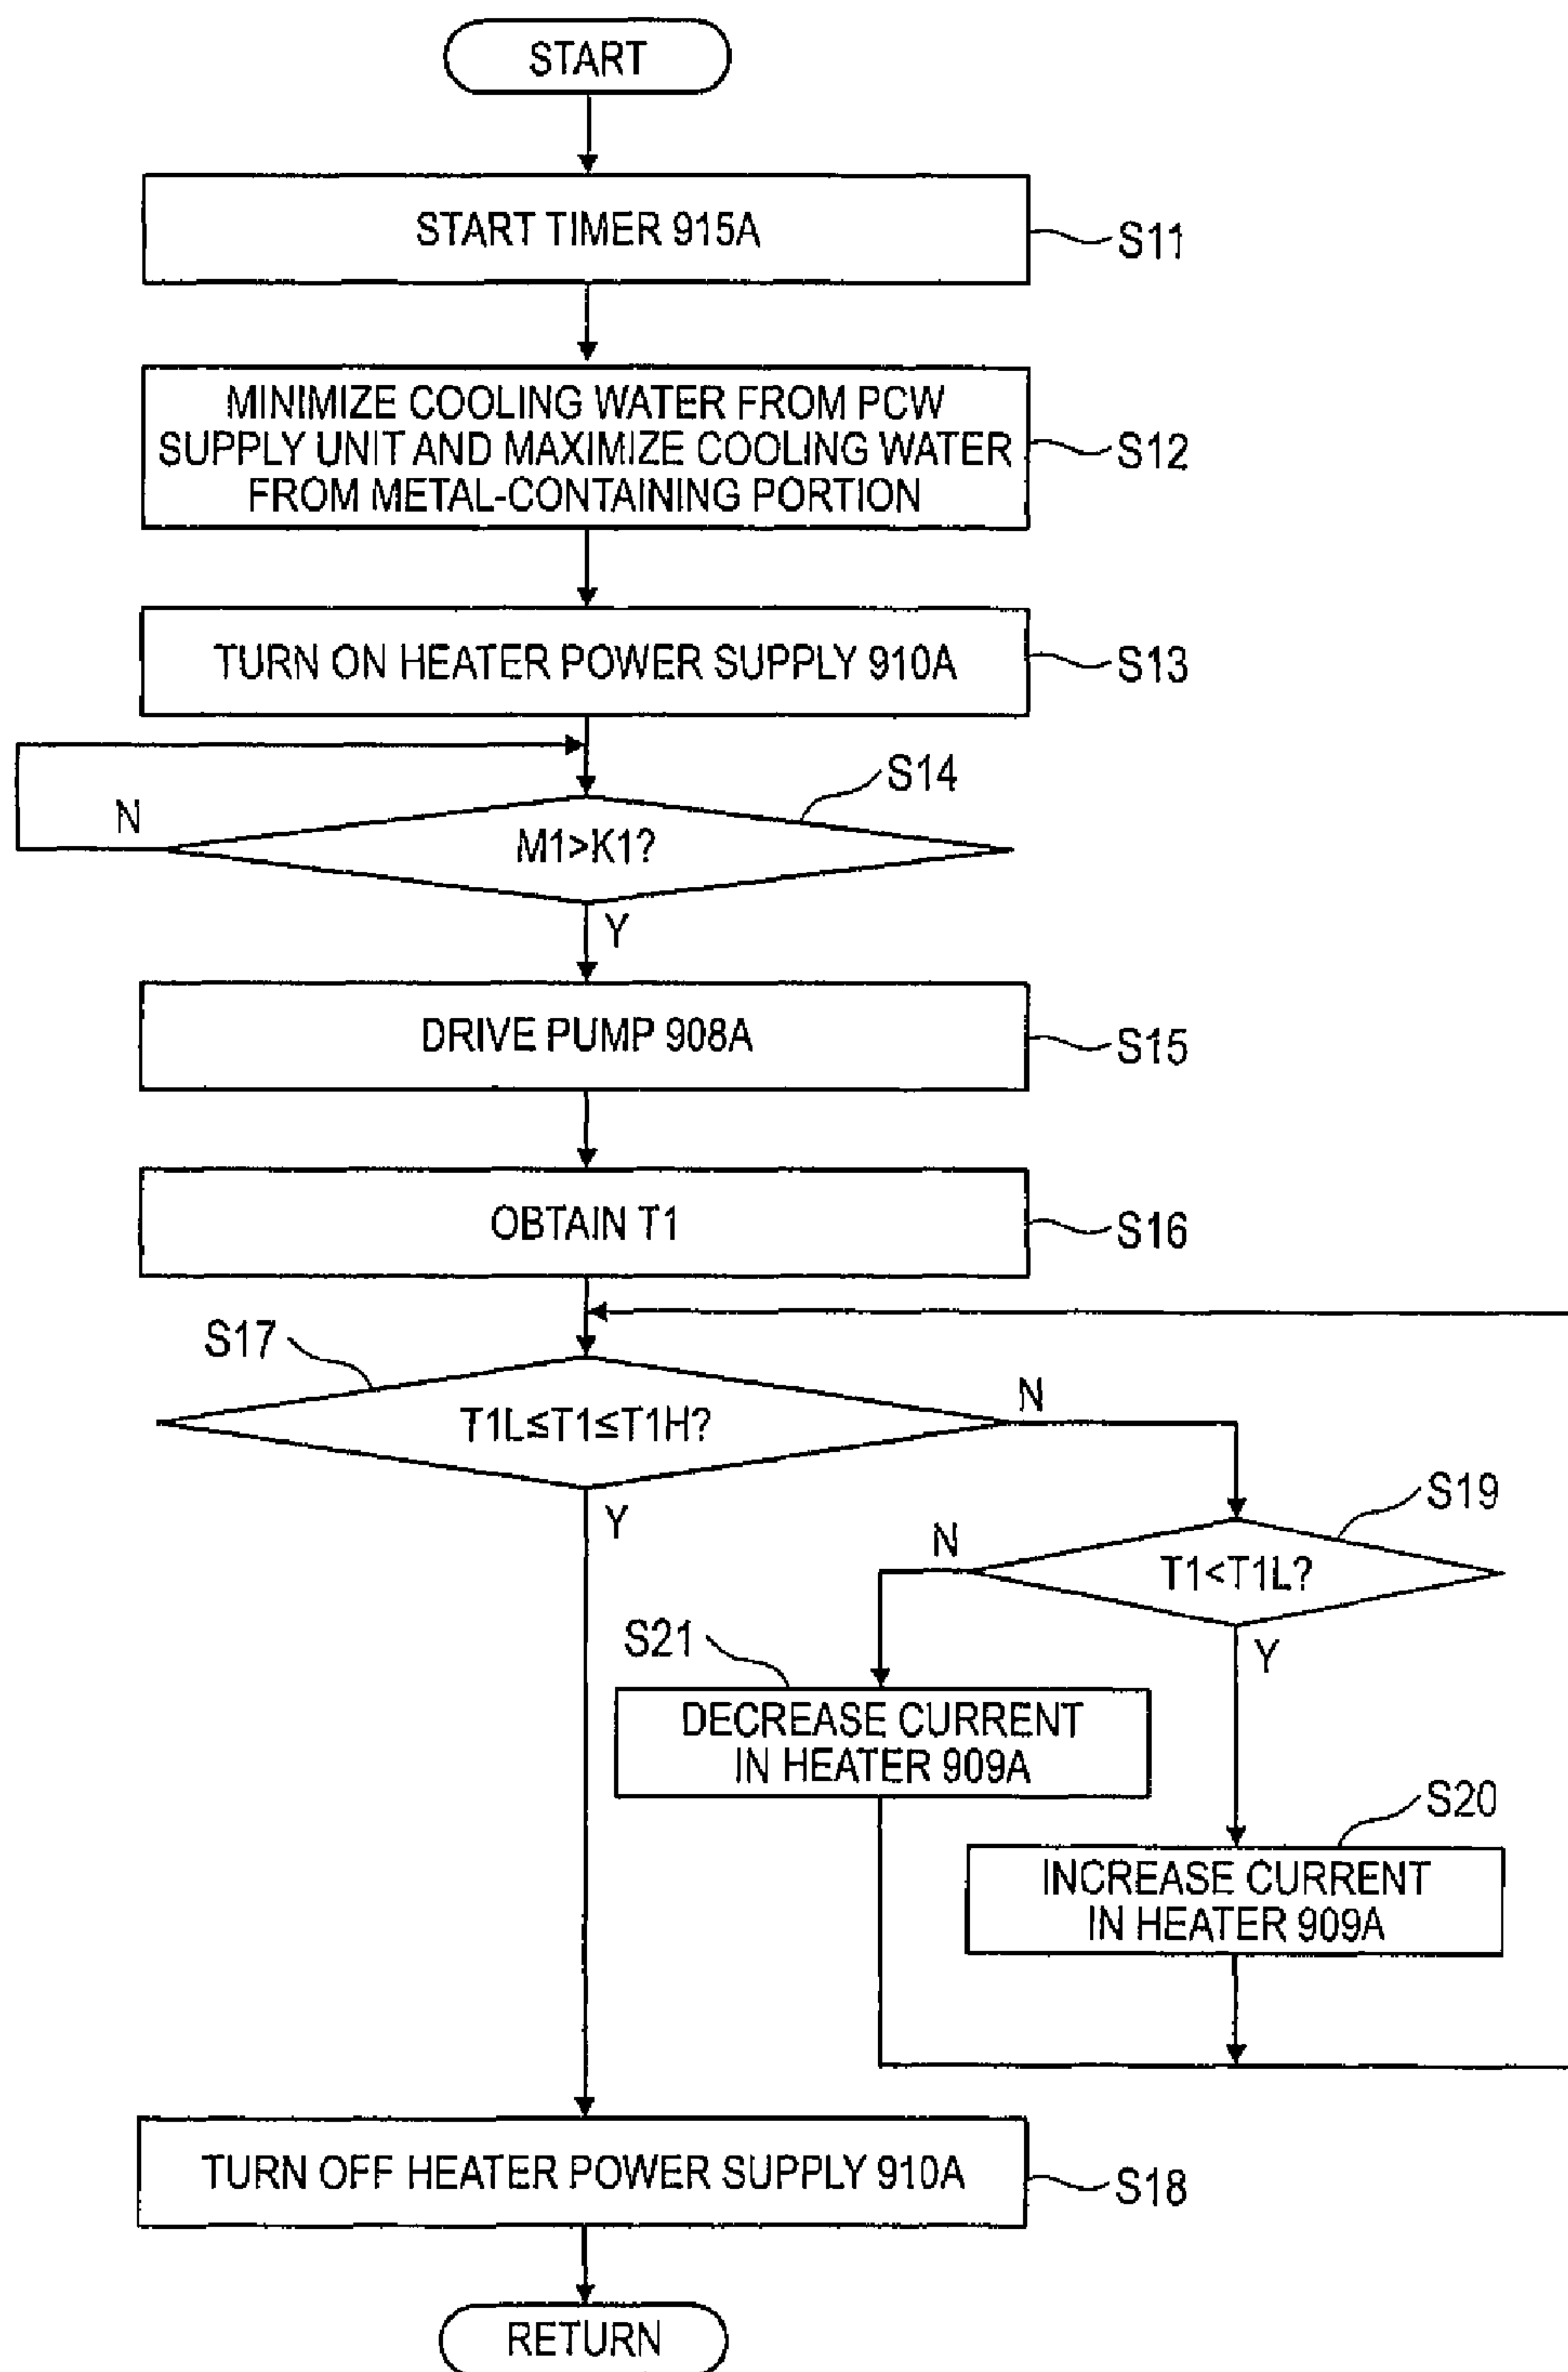 START
START TIMER 915A
S11
MINIMIZE COOLING WATER FROM PCW
SUPPLY UNIT AND MAXIMIZE COOLING WATER
FROM METAL-CONTAINING PORTION
S12
TURN ON HEATER POWER SUPPLY 910A
S13
S14
N
M1>K1?
Y
DRIVE PUMP 908A
S15
OBTAIN T1
S16
S17
T1L≤T1≤T1H?
N
Y
S19
N
T1<T1L?
Y
S21
DECREASE CURRENT
IN HEATER 909A
S20
INCREASE CURRENT
IN HEATER 909A
TURN OFF HEATER POWER SUPPLY 910A
S18
RETURN